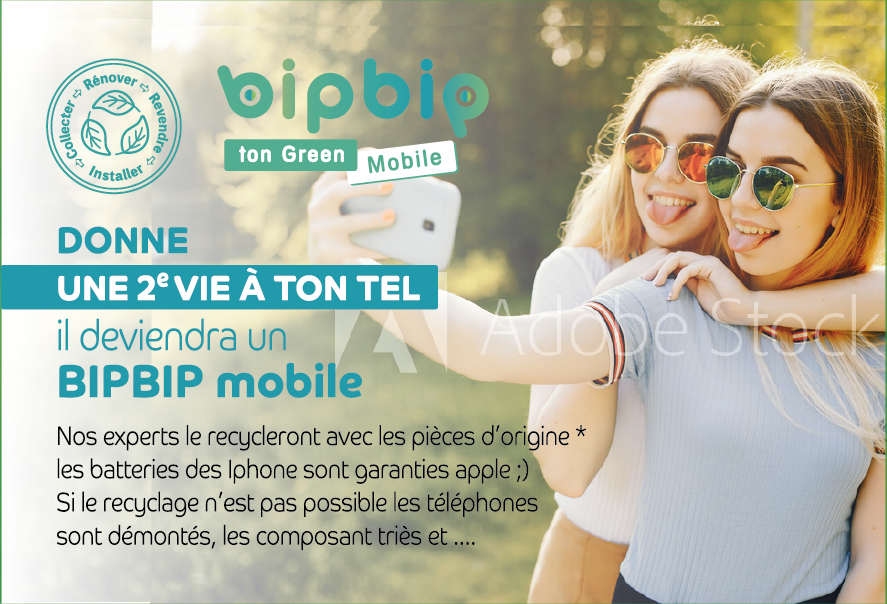 Collecter ⇨ Rénover ⇨ Revendre ⇨ Installer ⇨
bipbip
ton Green Mobile
DONNE
UNE 2e VIE À TON TEL
il deviendra un
BIPBIP mobile
Nos experts le recycleront avec les pièces d'origine *
les batteries des Iphone sont garanties apple ;)
Si le recyclage n'est pas possible les téléphones
sont démontés, les composant triès et ....
Adobe Stock